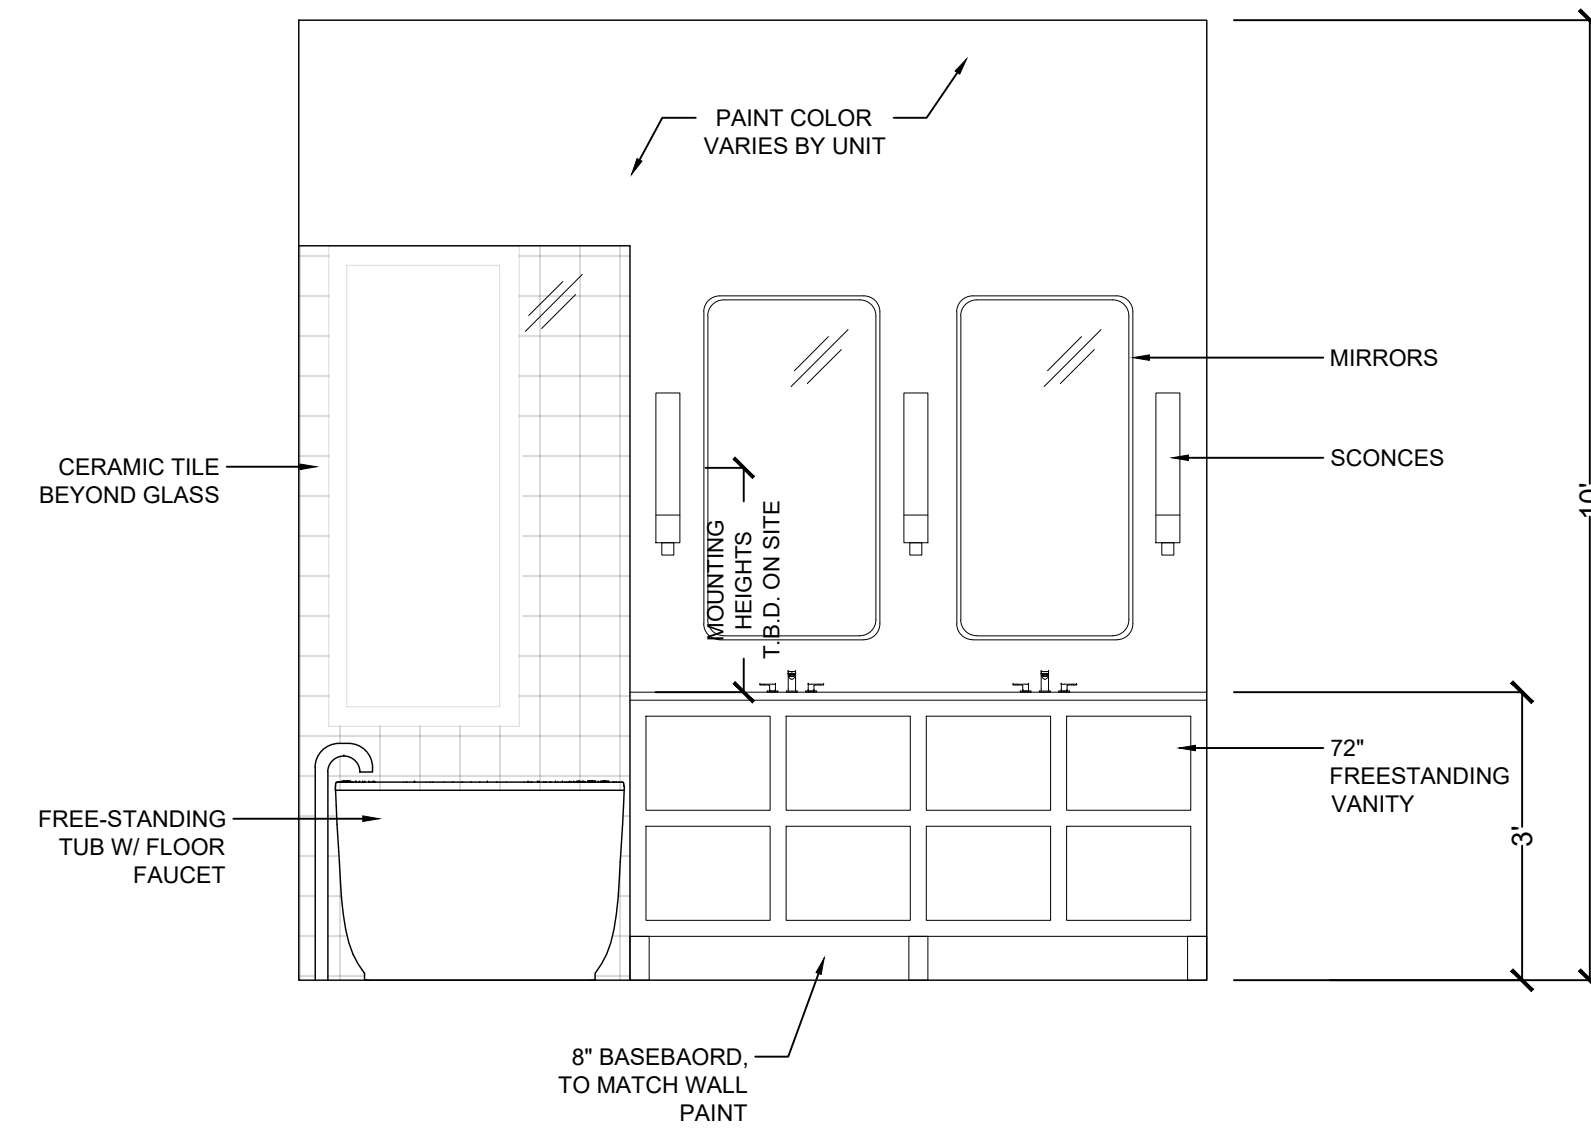 PAINT COLOR
VARIES BY UNIT
MIRRORS
SCONCES
10'
CERAMIC TILE
BEYOND GLASS
MOUNTING
HEIGHTS
T.B.D. ON SITE
72"
FREESTANDING
VANITY
3'
FREE-STANDING
TUB W/ FLOOR
FAUCET
8" BASEBAORD,
TO MATCH WALL
PAINT